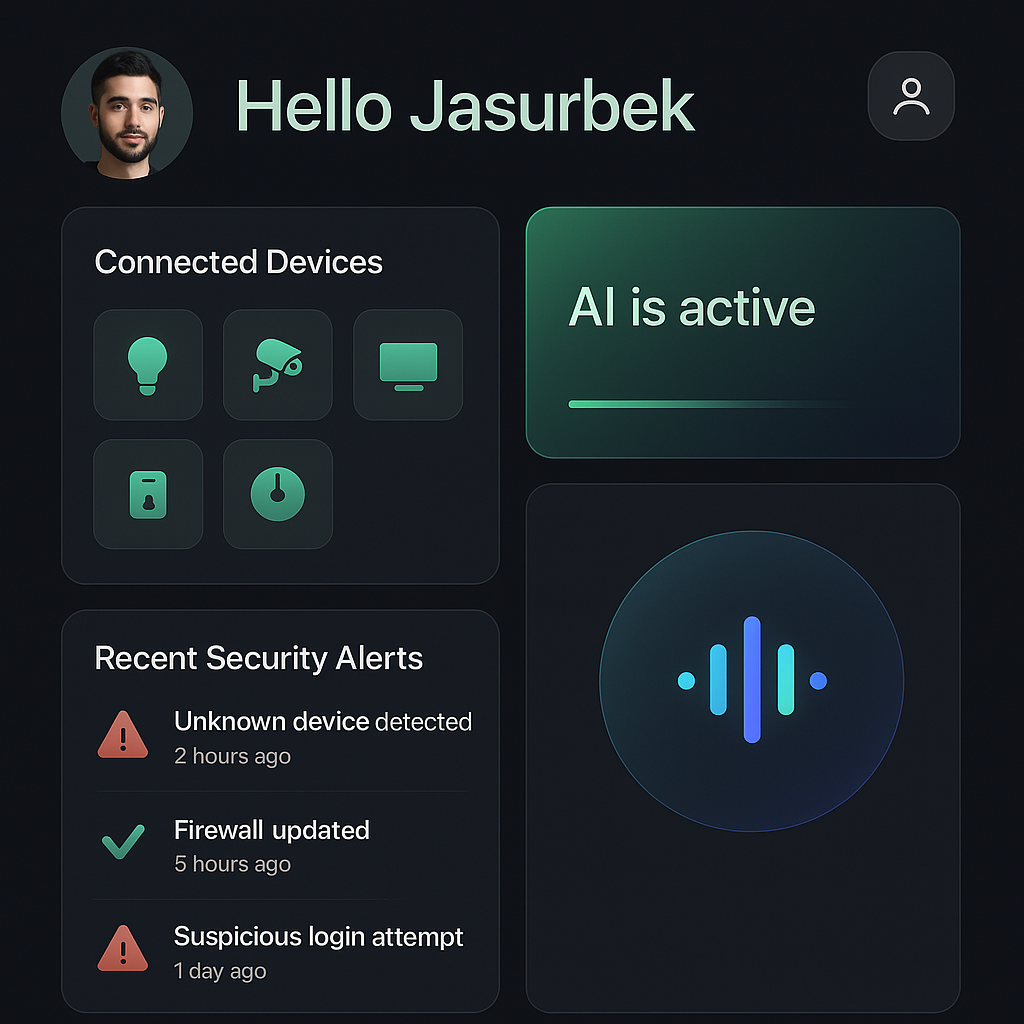 Hello Jasurbek
Connected Devices
AI is active
Recent Security Alerts
Unknown device detected
2 hours ago
Firewall updated
5 hours ago
Suspicious login attempt
1 day ago